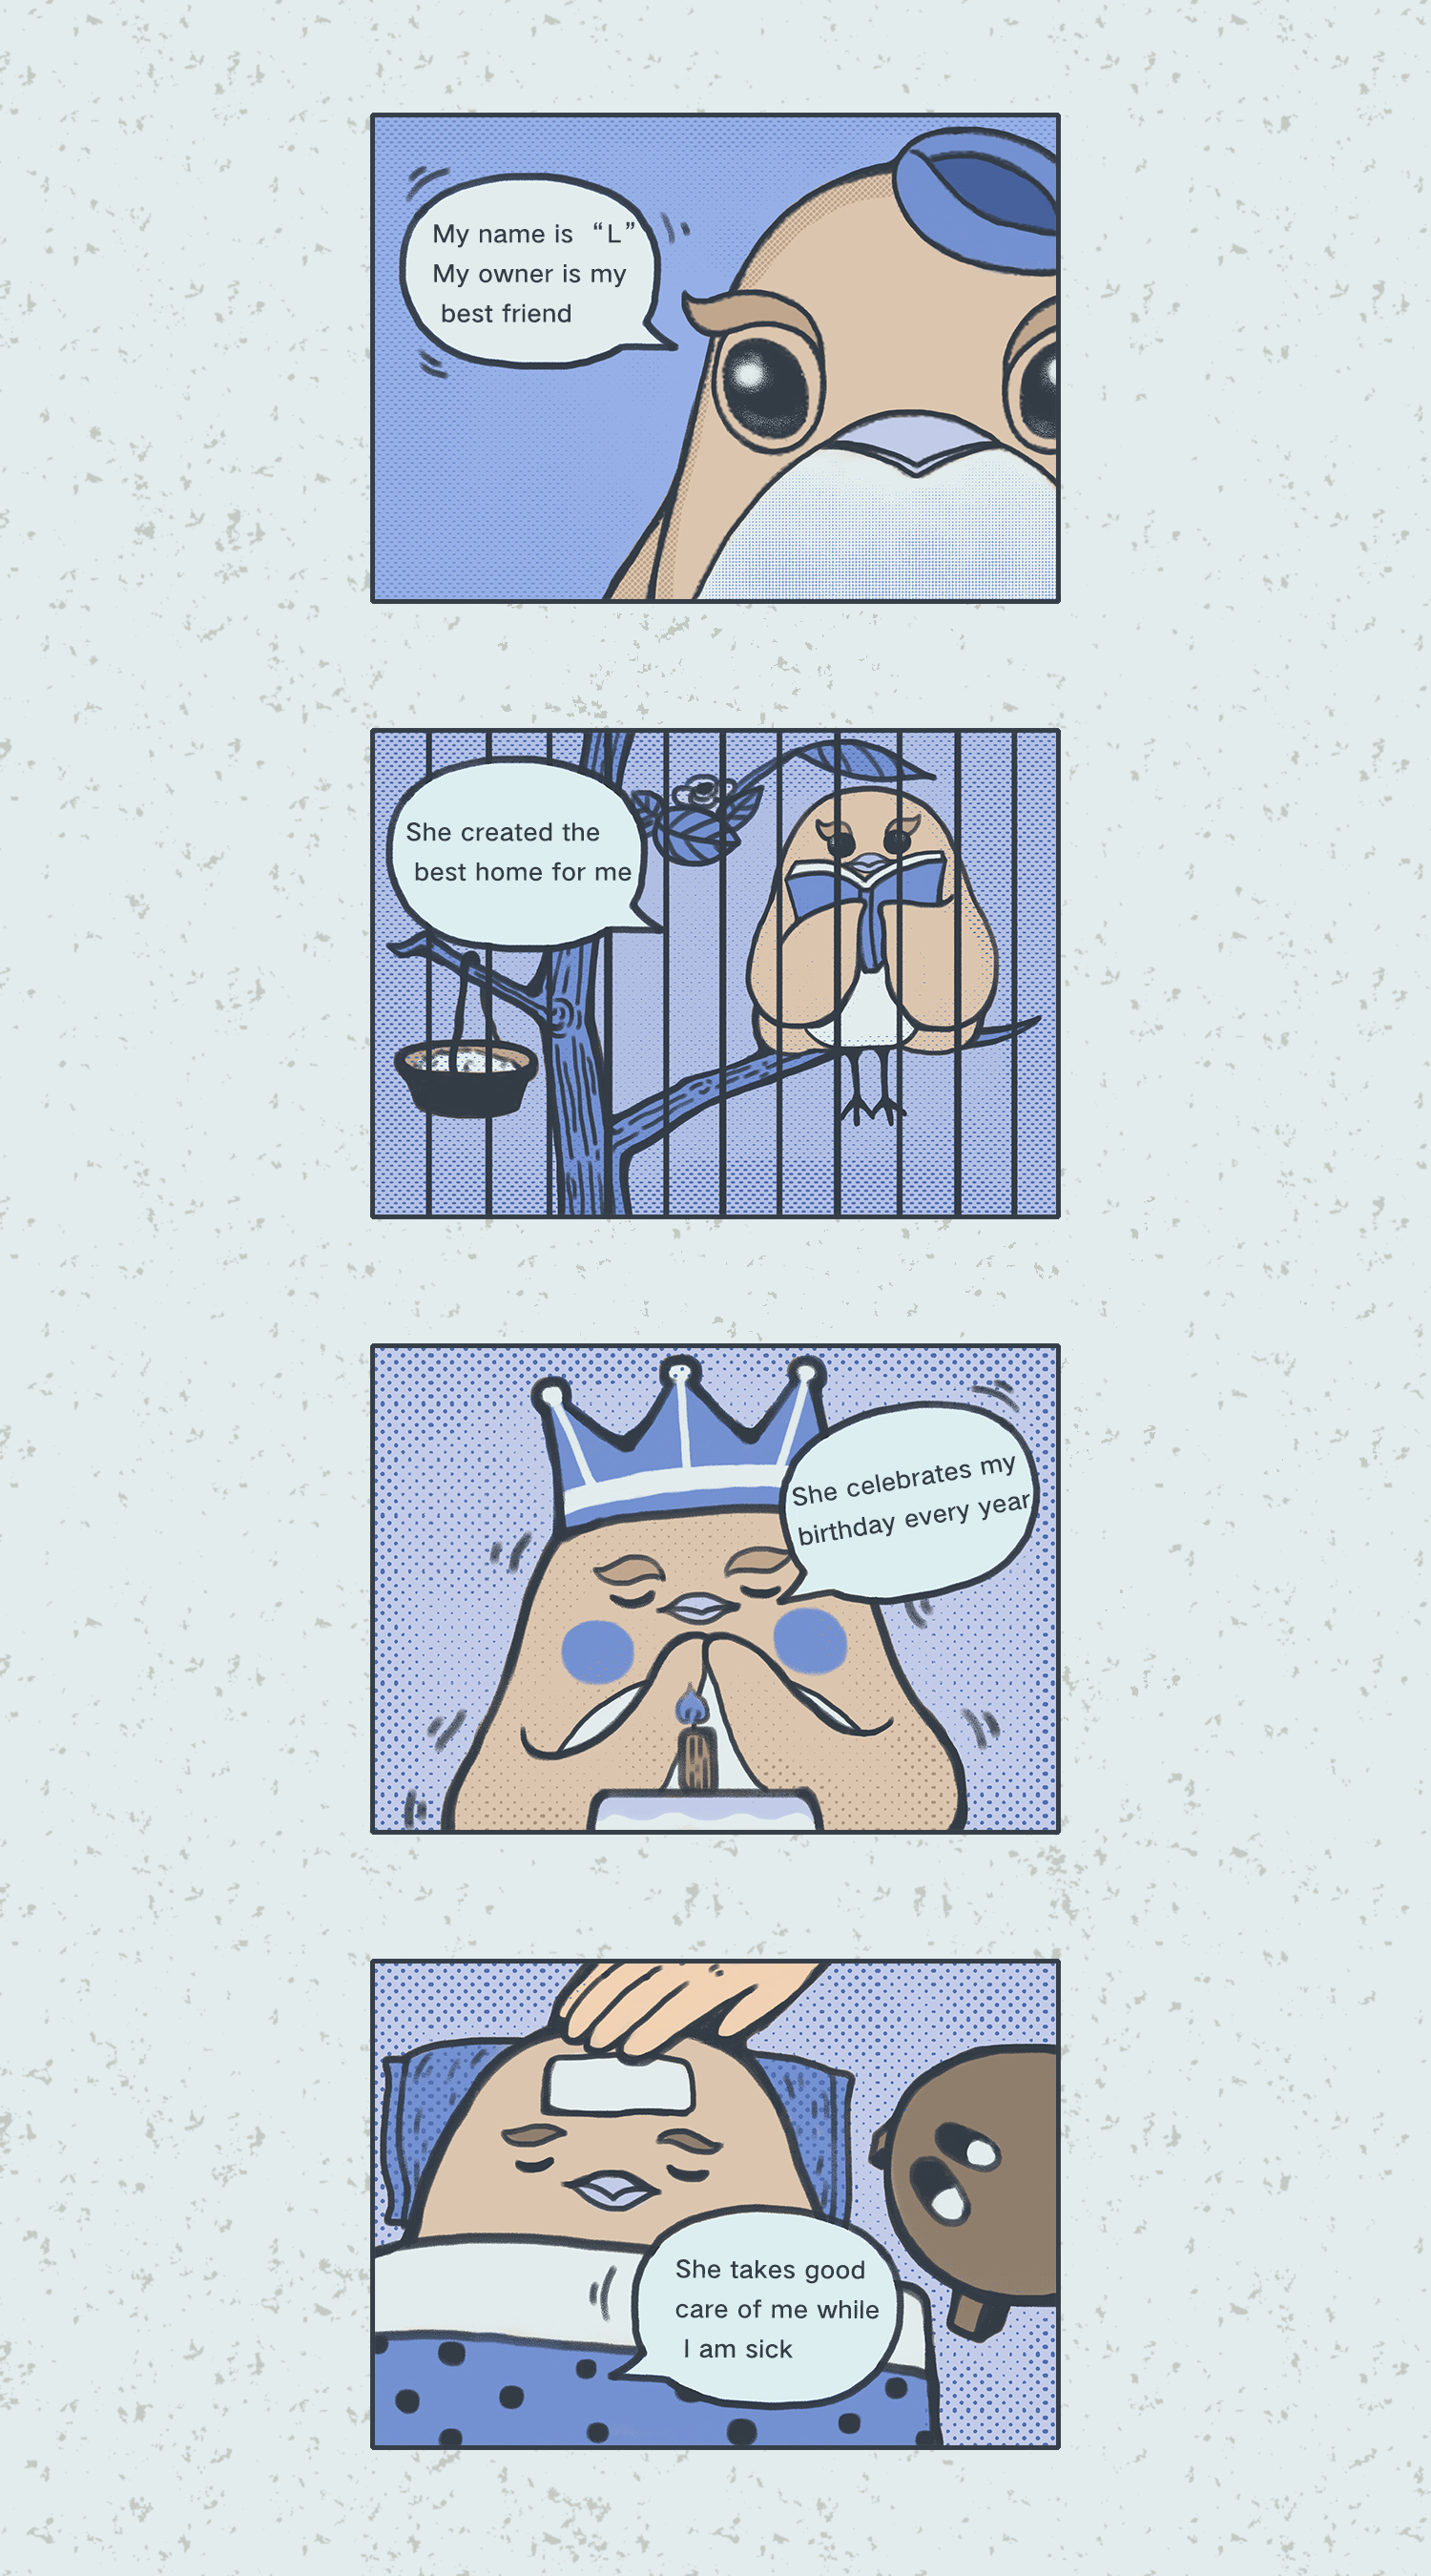 My name is “L”
My owner is my
best friend
She created the
best home for me
She celebrates my
birthday every year
She takes good
care of me while
I am sick